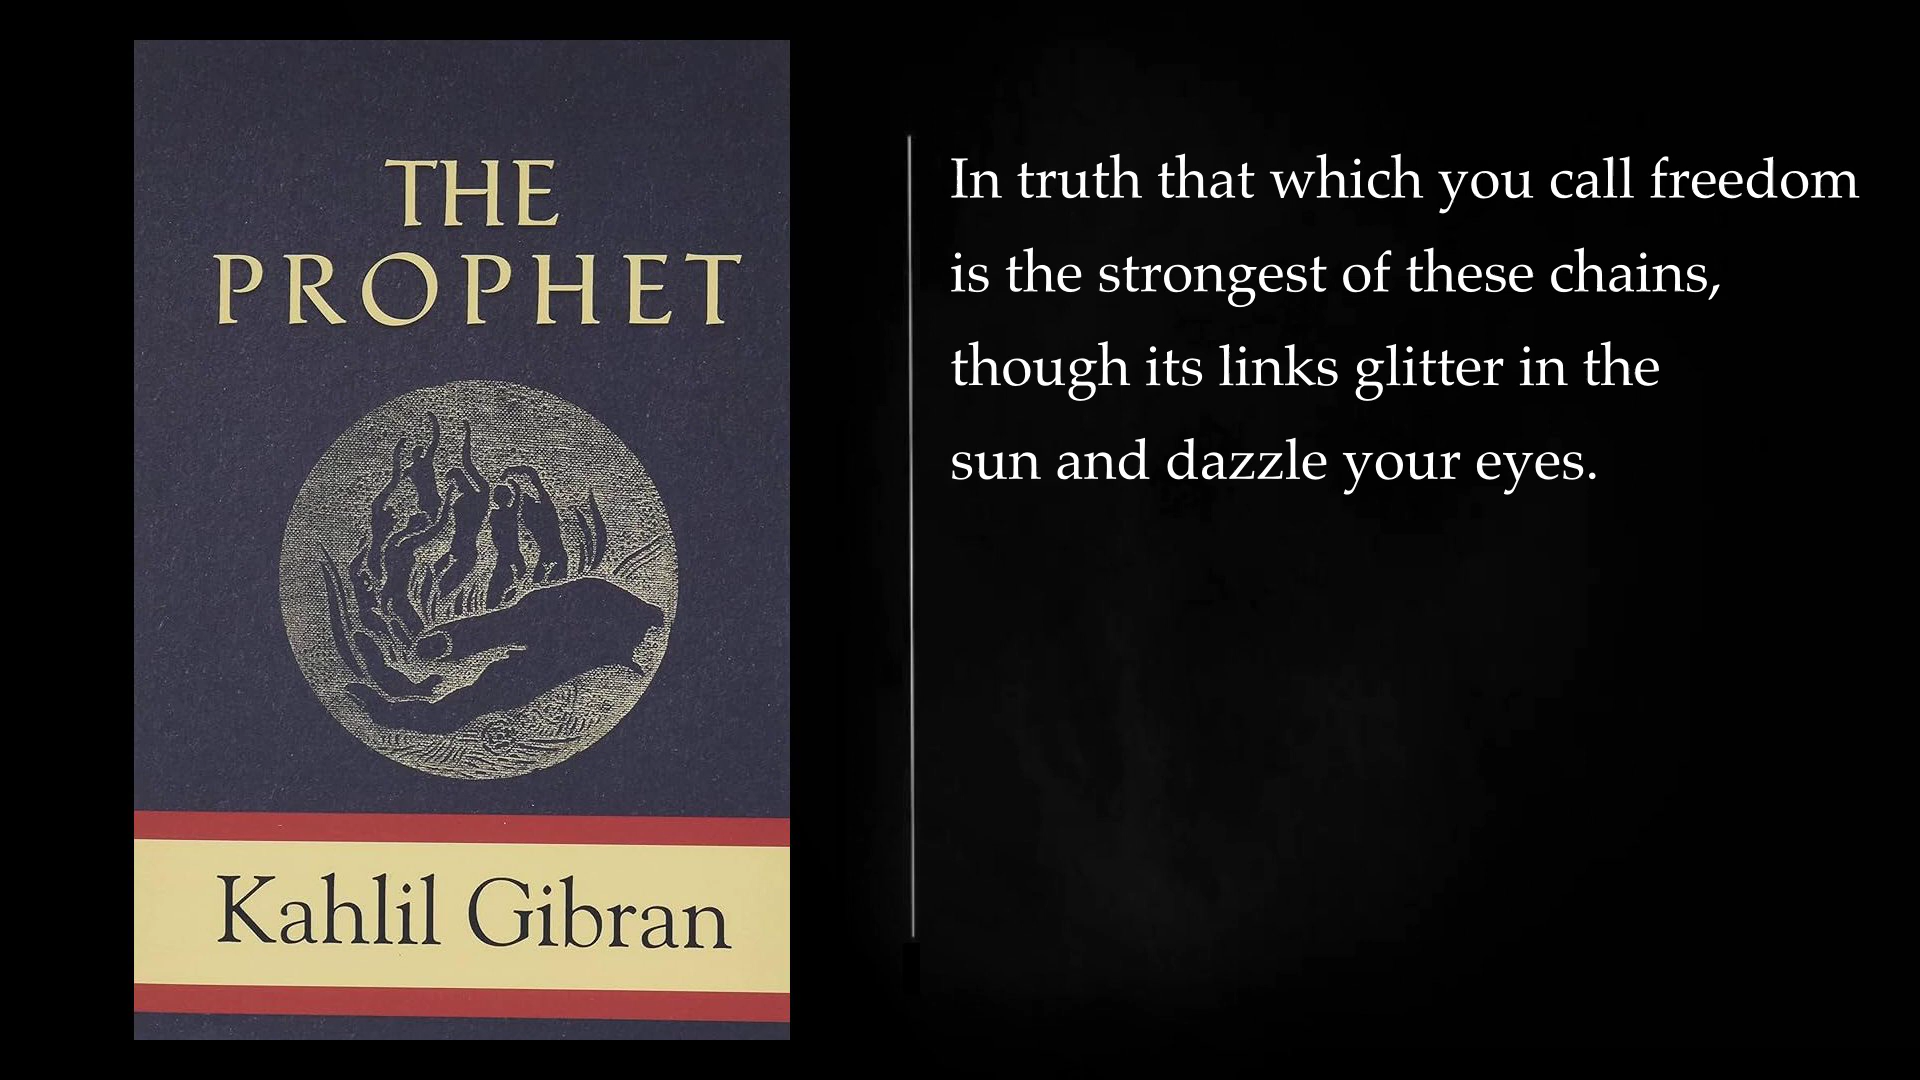 THE
PROPHET
Kahlil Gibran
In truth that which you call freedom
is the strongest of these chains,
though its links glitter in the
sun and dazzle your eyes.